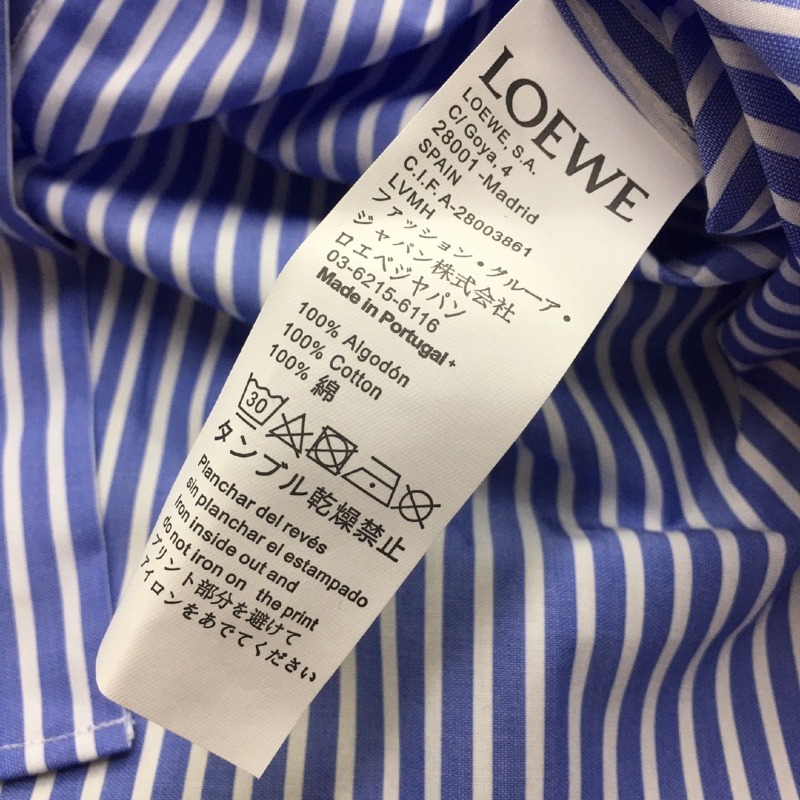 LOEWE
LOEWE, S.A.
C/ Goya, 4
28001 -Madrid
SPAIN
C.I.F.A-28003861
LVMH
ファッション・グループ・
ジャパン株式会社
ロエベジャパン
03-6215-6116
Made in Portugal +
100% Algodón
100% Cotton
100% 綿
30
タンブル乾燥禁止
Planchar del revés
sin planchar el estampado
Iron inside out and
do not iron on the print
プリント部分を避けて
アイロンをあててください